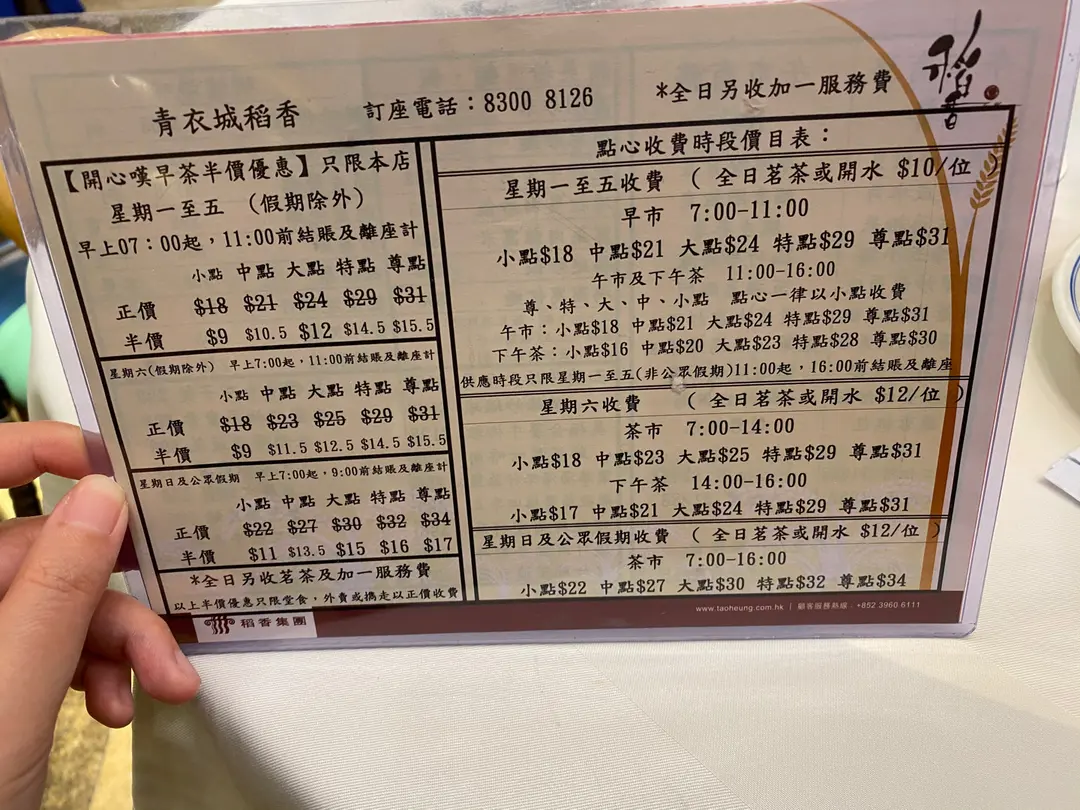 青衣城稻香
訂座電話：8300 8126
*全日另收加一服務費
稻香
【開心嘆早茶半價優惠】只限本店
星期一至五 (假期除外)
早上07：00起，11:00前結賬及離座計
小點 中點 大點 特點 尊點
正價 $18 $21 $24 $29 $31
半價 $9 $10.5 $12 $14.5 $15.5
星期六(假期除外) 早上7:00起，11:00前結賬及離座計
小點 中點 大點 特點 尊點
正價 $18 $23 $25 $29 $31
半價 $9 $11.5 $12.5 $14.5 $15.5
星期日及公眾假期 早上7:00起，9:00前結賬及離座計
小點 中點 大點 特點 尊點
正價 $22 $27 $30 $32 $34
半價 $11 $13.5 $15 $16 $17
*全日另收茗茶及加一服務費
以上半價優惠只限堂食，外賣或攜走以正價收費
點心收費時段價目表：
星期一至五收費 ( 全日茗茶或開水 $10/位
早市 7:00-11:00
小點$18 中點$21 大點$24 特點$29 尊點$31
午市及下午茶 11:00-16:00
尊、特、大、中、小點 點心一律以小點收費
午市：小點$18 中點$21 大點$24 特點$29 尊點$31
下午茶：小點$16 中點$20 大點$23 特點$28 尊點$30
供應時段只限星期一至五(非公眾假期)11:00起，16:00前結賬及離座
星期六收費 ( 全日茗茶或開水 $12/位 )
茶市 7:00-14:00
小點$18 中點$23 大點$25 特點$29 尊點$31
下午茶 14:00-16:00
小點$17 中點$21 大點$24 特點$29 尊點$31
星期日及公眾假期收費 ( 全日茗茶或開水 $12/位 )
茶市 7:00-16:00
小點$22 中點$27 大點$30 特點$32 尊點$34
稻香集團
www.taoheung.com.hk | 顧客服務熱線：+852 3960 6111